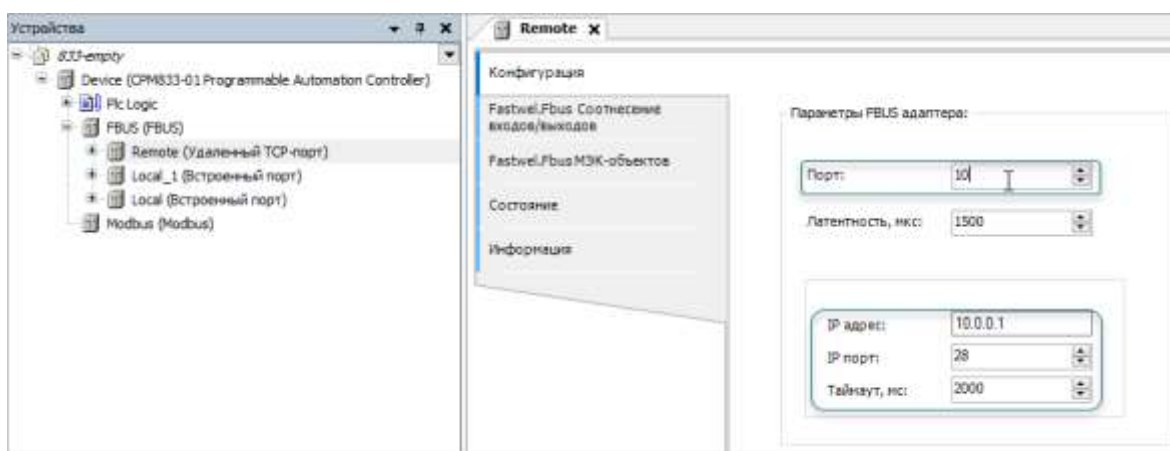 Устройства
833-empty
Device (CPM833-01 Programmable Automation Controller)
Plc Logic
FBUS (FBUS)
Remote (Удаленный TCP-порт)
Local_1 (Встроенный порт)
Local (Встроенный порт)
Modbus (Modbus)
Remote
Конфигурация
Fastwel.Fbus Соотнесение
входов/выходов
Fastwel.Fbus МЭК-объектов
Состояние
Информация
Параметры FBUS адаптера:
Порт: 10
Латентность, мкс: 1500
IP адрес: 10.0.0.1
IP порт: 28
Таймаут, мс: 2000